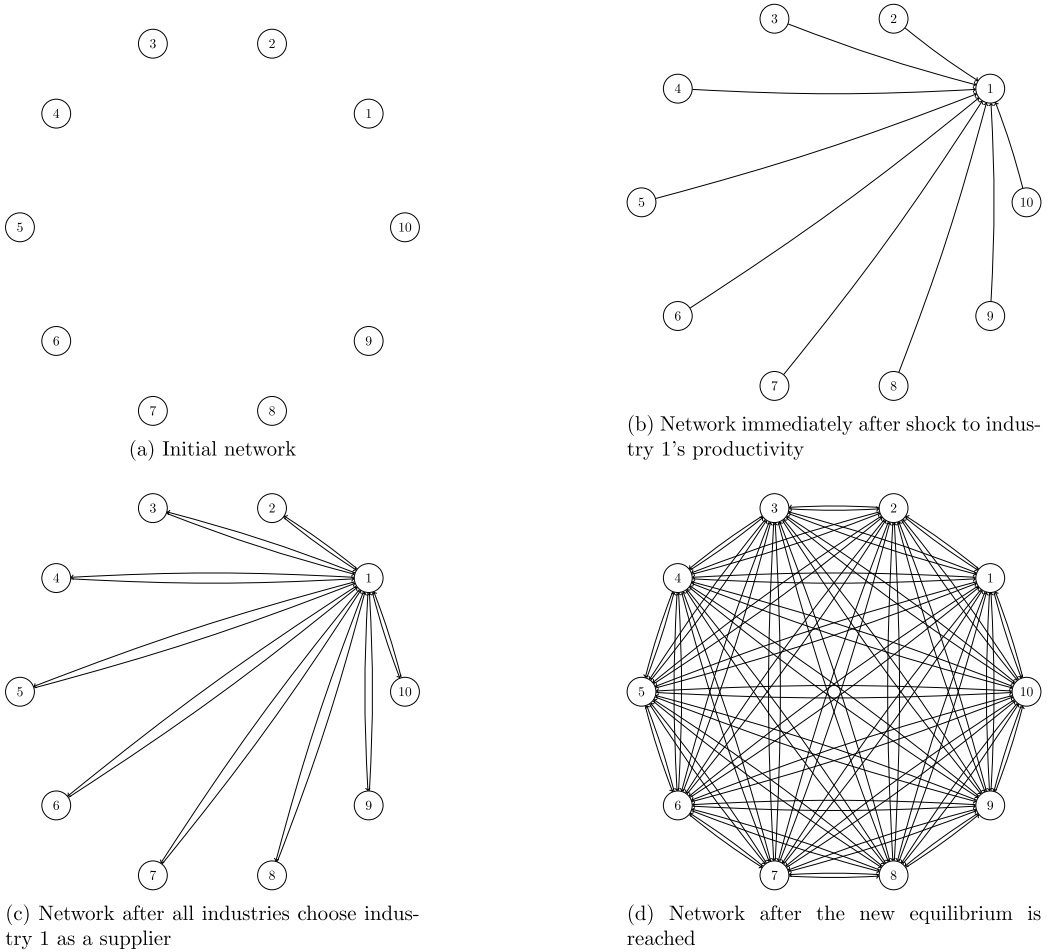 3 2
4 1
5 10
6 9
7 8
(a) Initial network
3 2
4 1
5 10
6 9
7 8
(b) Network immediately after shock to indus-
try 1's productivity
3 2
4 1
5 10
6 9
7 8
(c) Network after all industries choose indus-
try 1 as a supplier
3 2
4 1
5 10
6 9
7 8
(d) Network after the new equilibrium is
reached